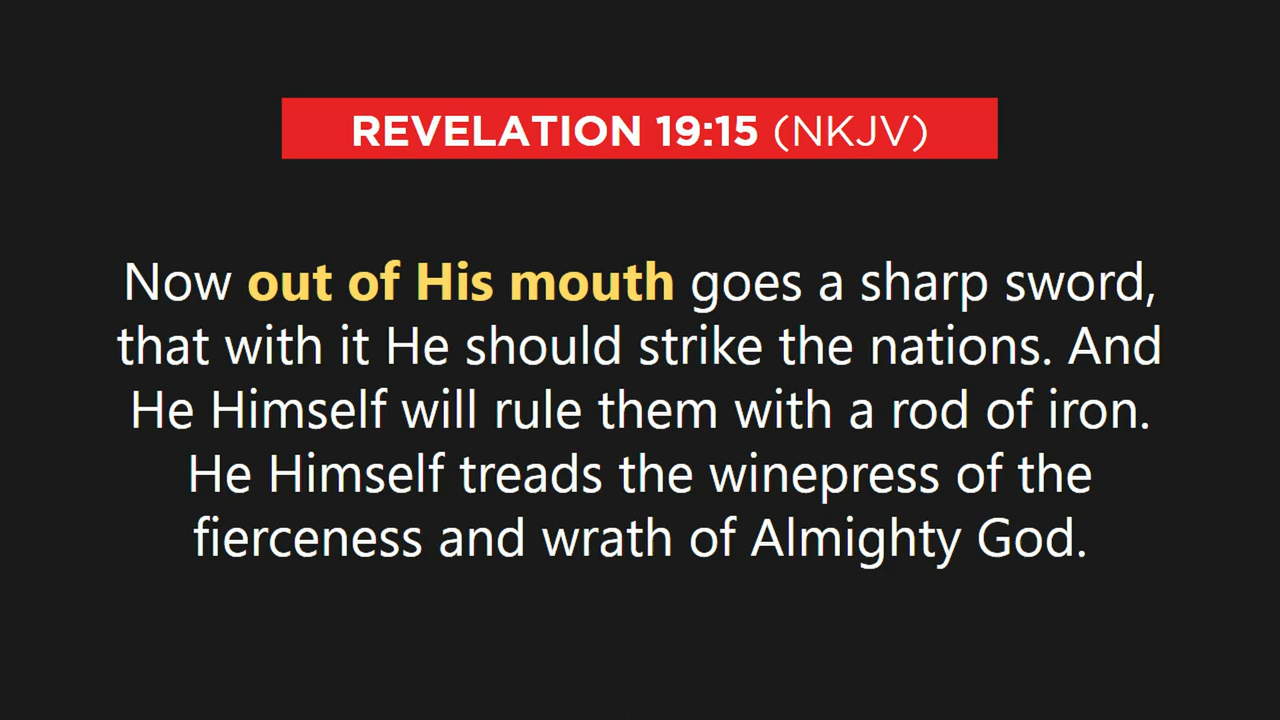 REVELATION 19:15 (NKJV)
Now out of His mouth goes a sharp sword,
that with it He should strike the nations. And
He Himself will rule them with a rod of iron.
He Himself treads the winepress of the
fierceness and wrath of Almighty God.